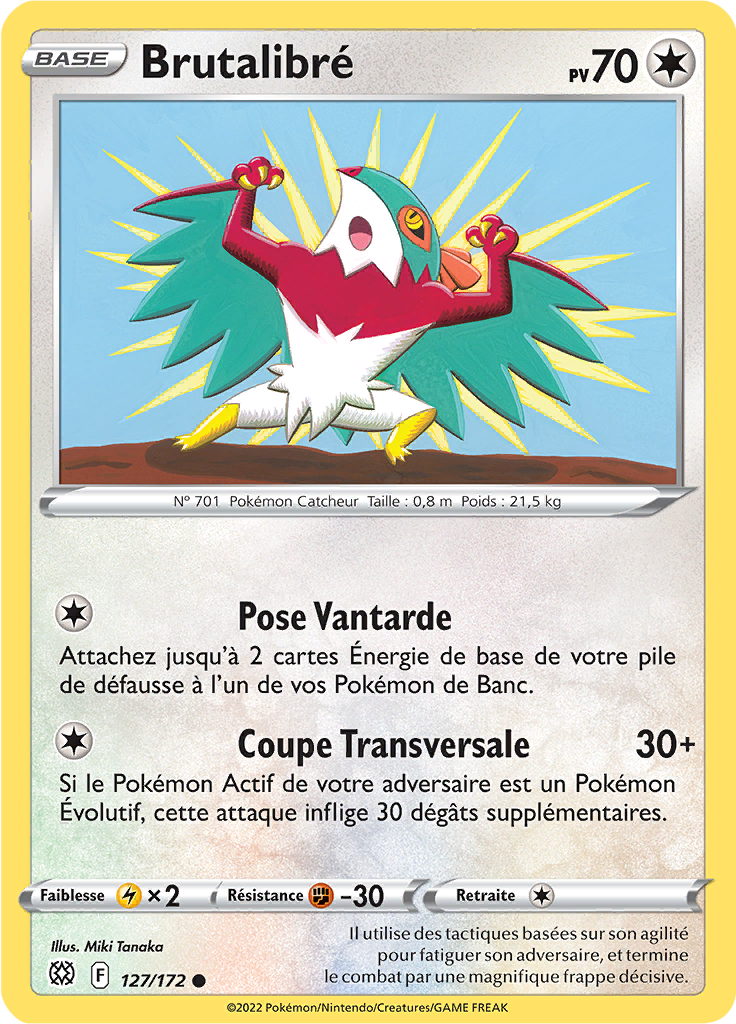 BASE
Brutalibré
PV70
Nº 701 Pokémon Catcheur Taille : 0,8 m Poids : 21,5 kg
Pose Vantarde
Attachez jusqu'à 2 cartes Énergie de base de votre pile
de défausse à l'un de vos Pokémon de Banc.
Coupe Transversale 30+
Si le Pokémon Actif de votre adversaire est un Pokémon
Évolutif, cette attaque inflige 30 dégâts supplémentaires.
Faiblesse ×2 Résistance -30 Retraite
Illus. Miki Tanaka
F 127/172
Il utilise des tactiques basées sur son agilité
pour fatiguer son adversaire, et termine
le combat par une magnifique frappe décisive.
©2022 Pokémon/Nintendo/Creatures/GAME FREAK